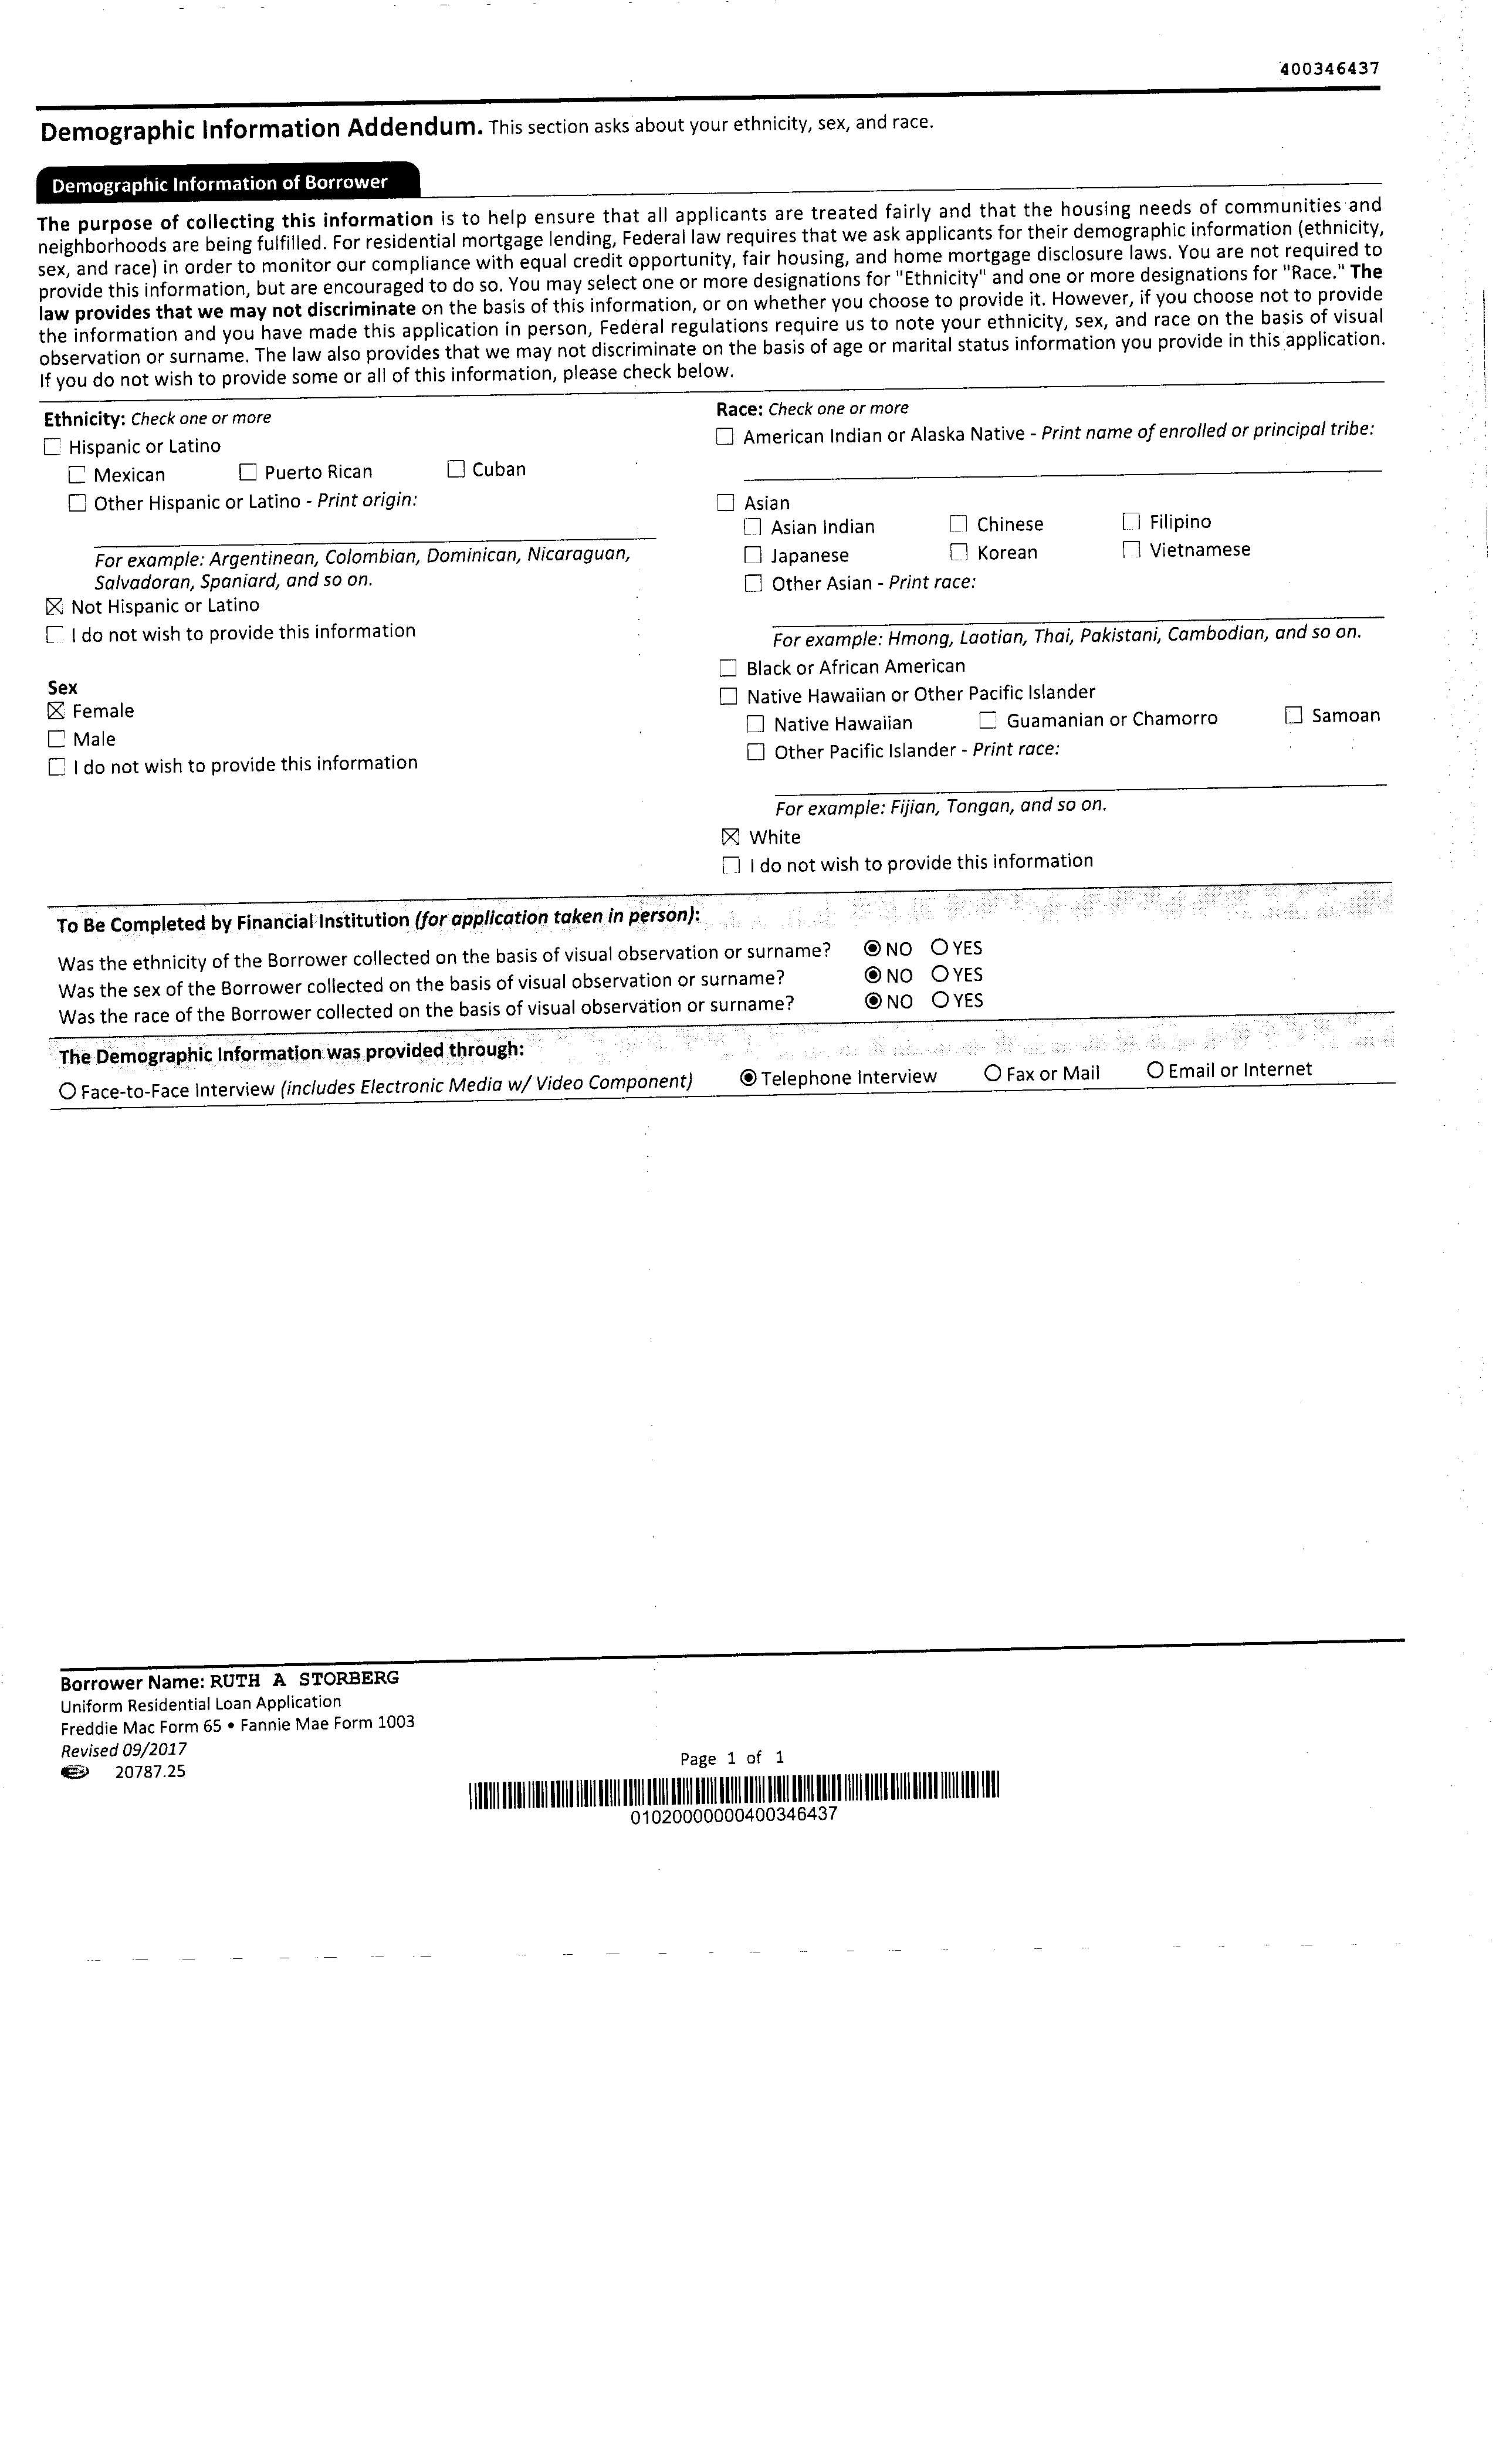 400346437
Demographic Information Addendum. This section asks about your ethnicity, sex, and race.
Demographic Information of Borrower
The purpose of collecting this information is to help ensure that all applicants are treated fairly and that the housing needs of communities and
neighborhoods are being fulfilled. For residential mortgage lending, Federal law requires that we ask applicants for their demographic information (ethnicity,
sex, and race) in order to monitor our compliance with equal credit opportunity, fair housing, and home mortgage disclosure laws. You are not required to
provide this information, but are encouraged to do so. You may select one or more designations for "Ethnicity" and one or more designations for "Race." The
law provides that we may not discriminate on the basis of this information, or on whether you choose to provide it. However, if you choose not to provide
the information and you have made this application in person, Federal regulations require us to note your ethnicity, sex, and race on the basis of visual
observation or surname. The law also provides that we may not discriminate on the basis of age or marital status information you provide in this application.
If you do not wish to provide some or all of this information, please check below.
Ethnicity: Check one or more
☐ Hispanic or Latino
☐ Mexican ☐ Puerto Rican ☐ Cuban
☐ Other Hispanic or Latino - Print origin:
For example: Argentinean, Colombian, Dominican, Nicaraguan,
Salvadoran, Spaniard, and so on.
☒ Not Hispanic or Latino
☐ I do not wish to provide this information
Sex
☒ Female
☐ Male
☐ I do not wish to provide this information
Race: Check one or more
☐ American Indian or Alaska Native - Print name of enrolled or principal tribe:
☐ Asian
☐ Asian Indian ☐ Chinese ☐ Filipino
☐ Japanese ☐ Korean ☐ Vietnamese
☐ Other Asian - Print race:
For example: Hmong, Laotian, Thai, Pakistani, Cambodian, and so on.
☐ Black or African American
☐ Native Hawaiian or Other Pacific Islander
☐ Native Hawaiian ☐ Guamanian or Chamorro ☐ Samoan
☐ Other Pacific Islander - Print race:
For example: Fijian, Tongan, and so on.
☒ White
☐ I do not wish to provide this information
To Be Completed by Financial Institution (for application taken in person):
Was the ethnicity of the Borrower collected on the basis of visual observation or surname? ◉ NO ○ YES
Was the sex of the Borrower collected on the basis of visual observation or surname? ◉ NO ○ YES
Was the race of the Borrower collected on the basis of visual observation or surname? ◉ NO ○ YES
The Demographic Information was provided through:
○ Face-to-Face Interview (includes Electronic Media w/ Video Component) ◉ Telephone Interview ○ Fax or Mail ○ Email or Internet
Borrower Name: RUTH A STORBERG
Uniform Residential Loan Application
Freddie Mac Form 65 • Fannie Mae Form 1003
Revised 09/2017
20787.25
Page 1 of 1
01020000000400346437